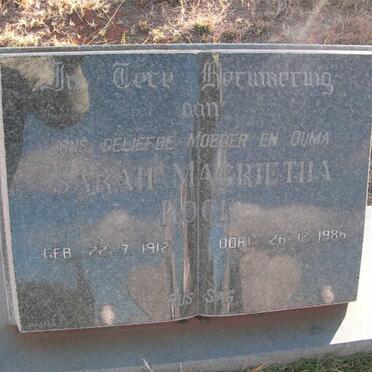 In Tere Herinnering
aan
ONS GELIEFDE MOEDER EN OUMA
SARAH MAGRIETHA
GEB 22-7-1912 OORL 26-12-1986
RUS SAG